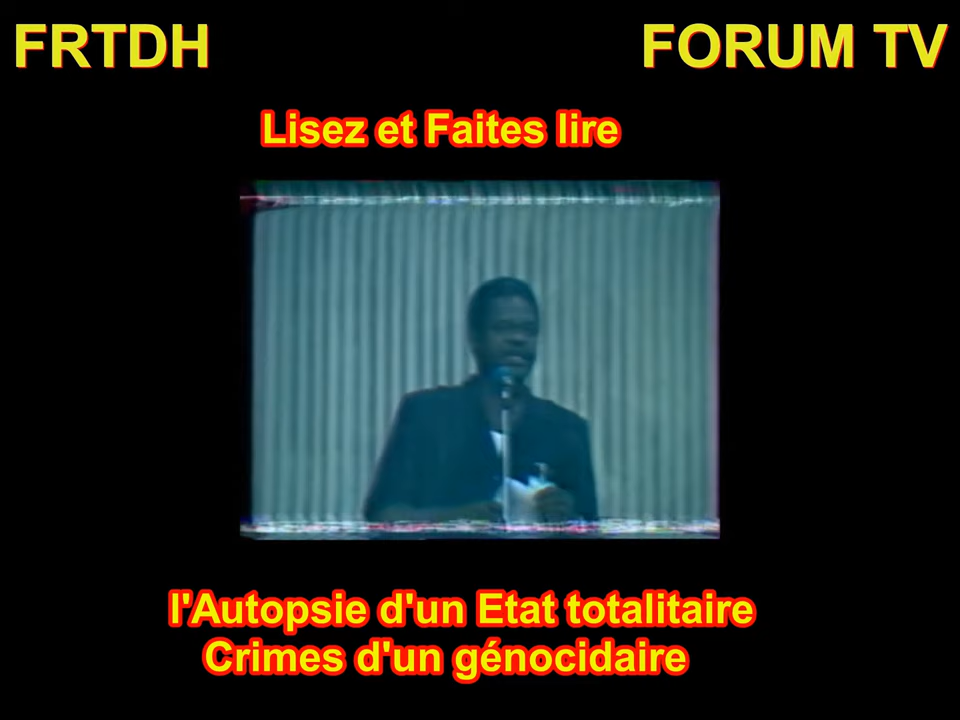 FRTDH FORUM TV
Lisez et Faites lire
l'Autopsie d'un Etat totalitaire
Crimes d'un génocidaire